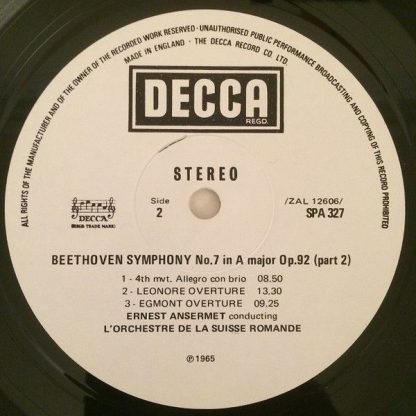 ALL RIGHTS OF THE MANUFACTURER AND OF THE OWNER OF THE RECORDED WORK RESERVED · UNAUTHORISED PUBLIC PERFORMANCE BROADCASTING AND COPYING OF THIS RECORD PROHIBITED
MADE IN ENGLAND · THE DECCA RECORD CO. LTD.
DECCA
REGD.
STEREO
DECCA
(REGD. TRADE MARK)
Side
2
/ZAL 12606/
SPA 327
BEETHOVEN SYMPHONY No.7 in A major Op.92 (part 2)
1 - 4th mvt. Allegro con brio 08.50
2 - LEONORE OVERTURE 13.30
3 - EGMONT OVERTURE 09.25
ERNEST ANSERMET conducting
L'ORCHESTRE DE LA SUISSE ROMANDE
℗ 1965